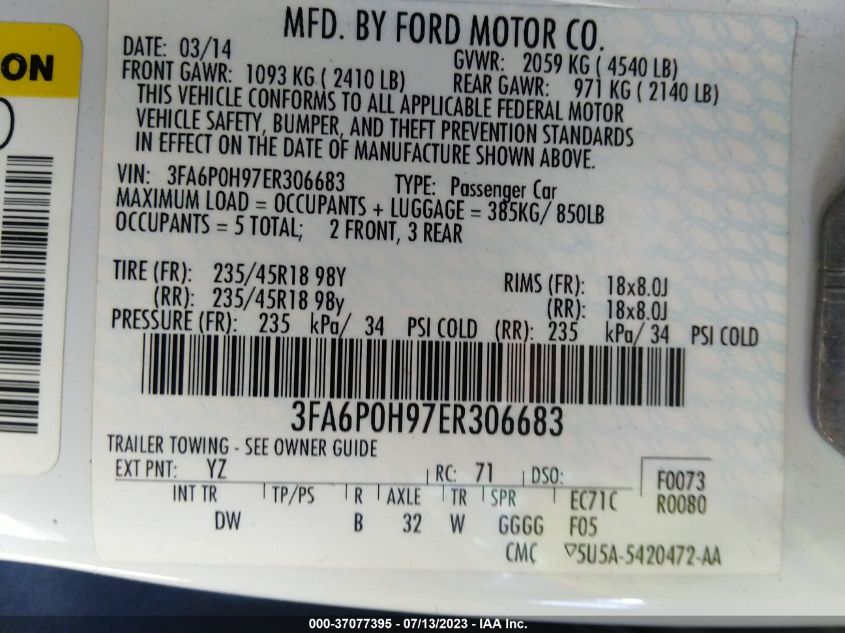 ON
)
MFD. BY FORD MOTOR CO.
DATE: 03/14 GVWR: 2059 KG ( 4540 LB)
FRONT GAWR: 1093 KG ( 2410 LB) REAR GAWR: 971 KG ( 2140 LB)
THIS VEHICLE CONFORMS TO ALL APPLICABLE FEDERAL MOTOR
VEHICLE SAFETY, BUMPER, AND THEFT PREVENTION STANDARDS
IN EFFECT ON THE DATE OF MANUFACTURE SHOWN ABOVE.
VIN: 3FA6P0H97ER306683 TYPE: Passenger Car
MAXIMUM LOAD = OCCUPANTS + LUGGAGE = 385KG/ 850LB
OCCUPANTS = 5 TOTAL; 2 FRONT, 3 REAR
TIRE (FR): 235/45R18 98Y RIMS (FR): 18x8.0J
(RR): 235/45R18 98y (RR): 18x8.0J
PRESSURE (FR): 235 kPa/ 34 PSI COLD (RR): 235 kPa/ 34 PSI COLD
3FA6P0H97ER306683
TRAILER TOWING - SEE OWNER GUIDE
EXT PNT: YZ RC: 71 DSO: F0073
INT TR TP/PS R AXLE TR SPR EC71C R0080
DW B 32 W GGGG F05
CMC ▽5U5A-5420472-AA
000-37077395 - 07/13/2023 - IAA Inc.